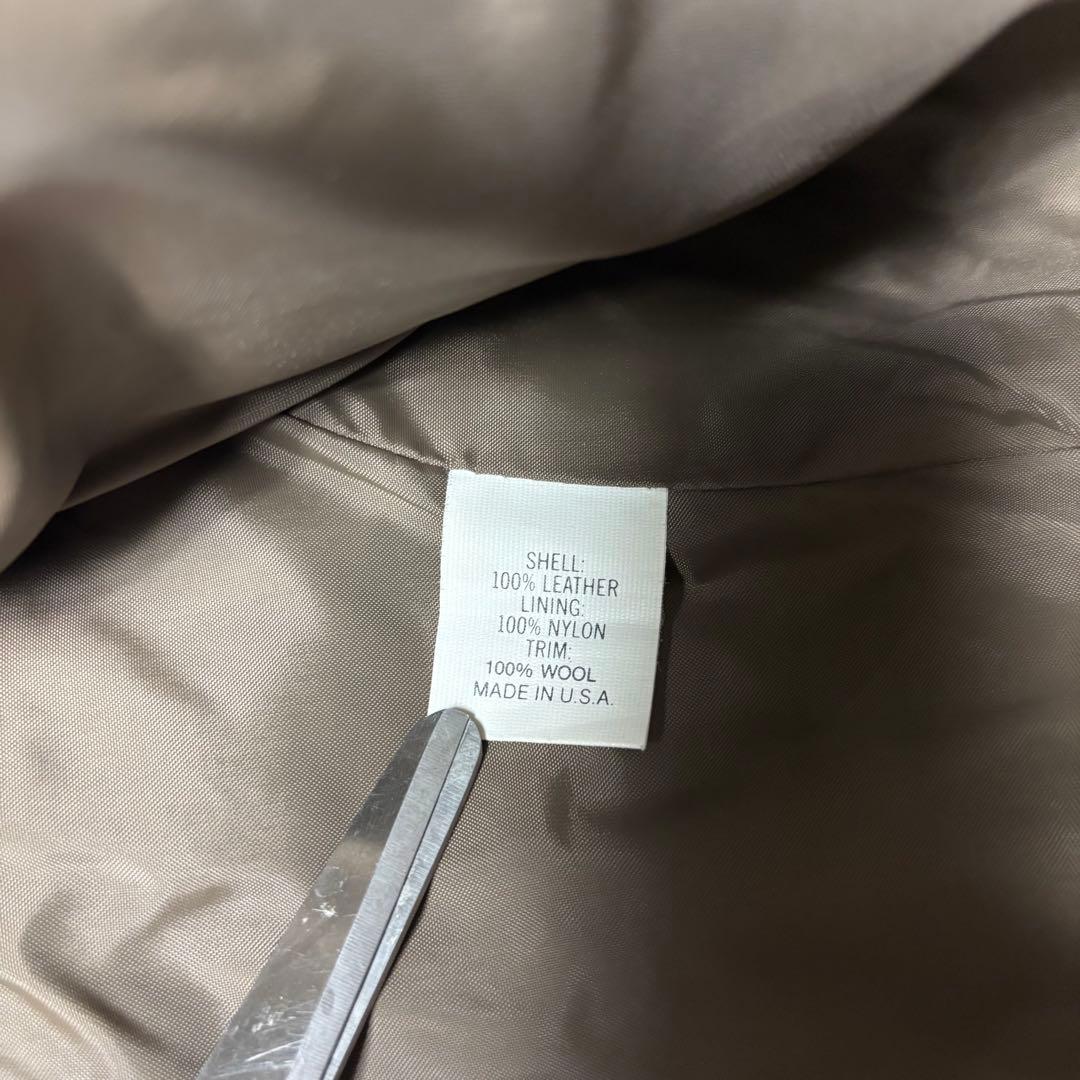 SHELL:
100% LEATHER
LINING:
100% NYLON
TRIM:
100% WOOL
MADE IN U.S.A.